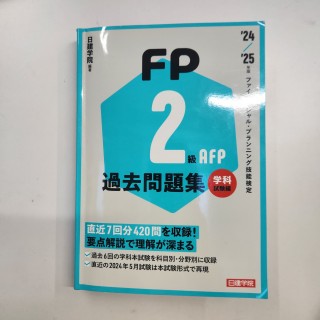 日建学院 編著
'24／'25年版 ファイナンシャル・プランニング技能検定
FP
2級 AFP
過去問題集
学科
試験編
直近7回分420問を収録！
要点解説で理解が深まる
過去6回の学科本試験を科目別・分野別に収録
直近の2024年5月試験は本試験形式で再現
日建学院